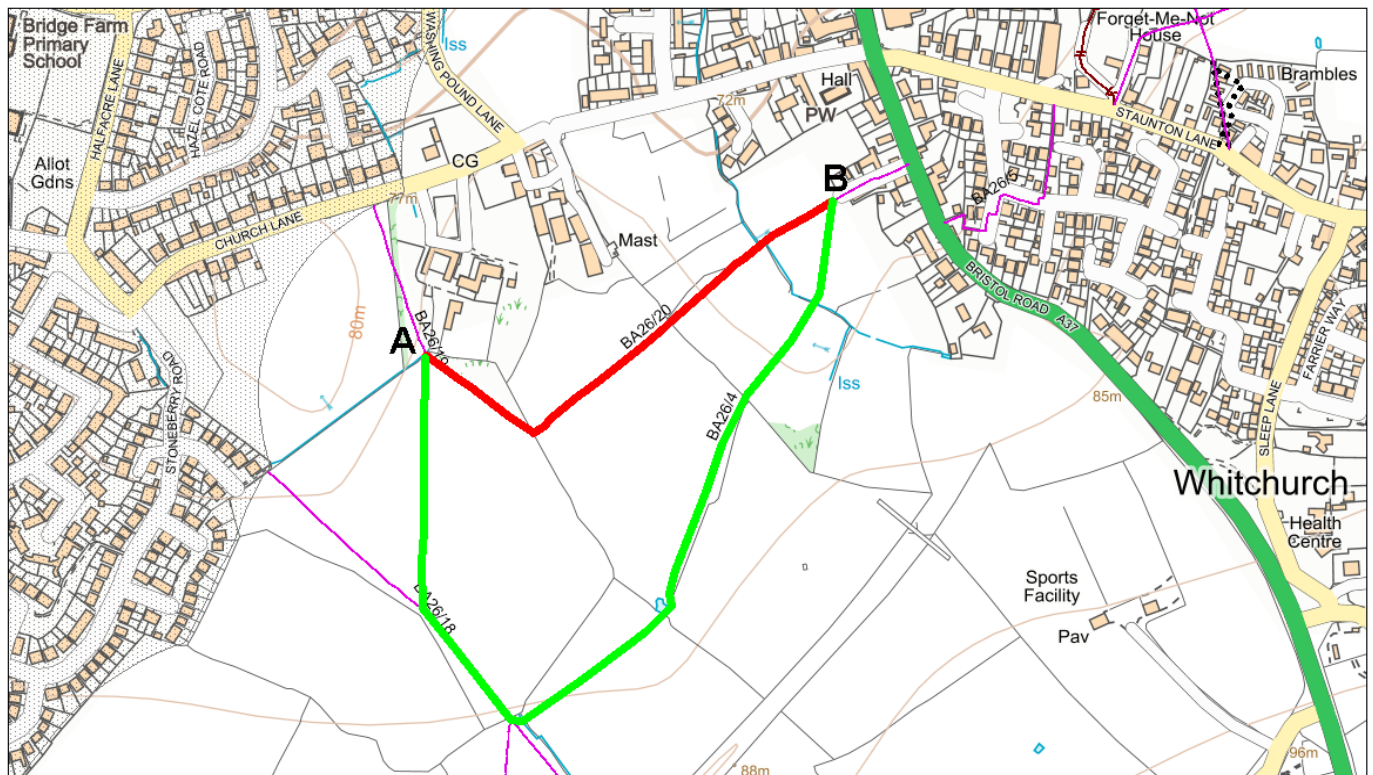 Bridge Farm
Primary
School
HALFACRE LANE
HAZELCOTE ROAD
WASHING POUND LANE
Iss
Allot
Gdns
CG
77m
CHURCH LANE
80m
STONEBERRY ROAD
72m
Hall
PW
Mast
A
B
BA26/20
BA26/4
BA26/18
Iss
BA26/5
Forget-Me-Not
House
Brambles
STAUNTON LANE
BRISTOL ROAD A37
FARRIER WAY
SLEEP LANE
85m
Whitchurch
Health
Centre
Sports
Facility
Pav
88m
96m